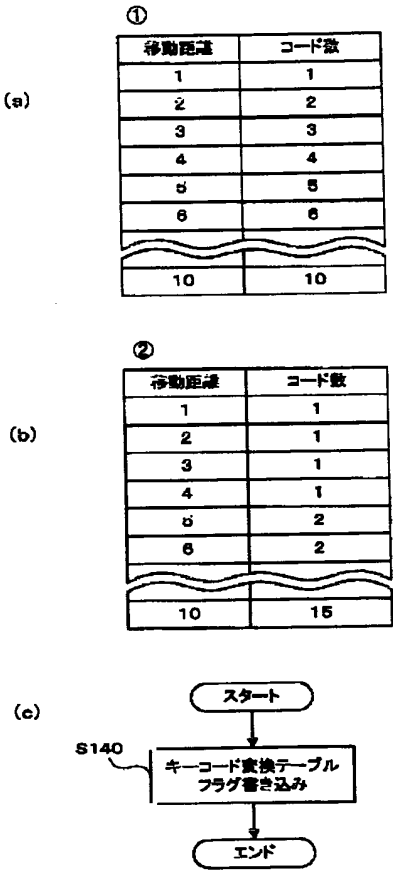 ①
(a)
移動距離 コード数
1 1
2 2
3 3
4 4
5 5
6 6
10 10
②
(b)
移動距離 コード数
1 1
2 1
3 1
4 1
5 2
6 2
10 15
(c)
スタート
S140
キーコード変換テーブル
フラグ書き込み
エンド